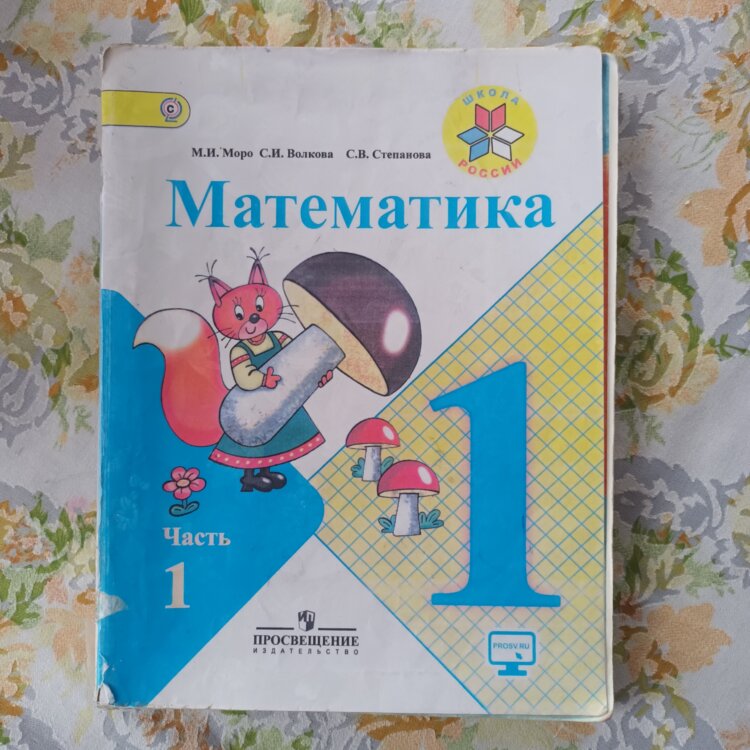 С
ШКОЛА
РОССИИ
М.И. Моро С.И. Волкова С.В. Степанова
Математика
1
Часть
1
ПРОСВЕЩЕНИЕ
ИЗДАТЕЛЬСТВО
PROSV.RU